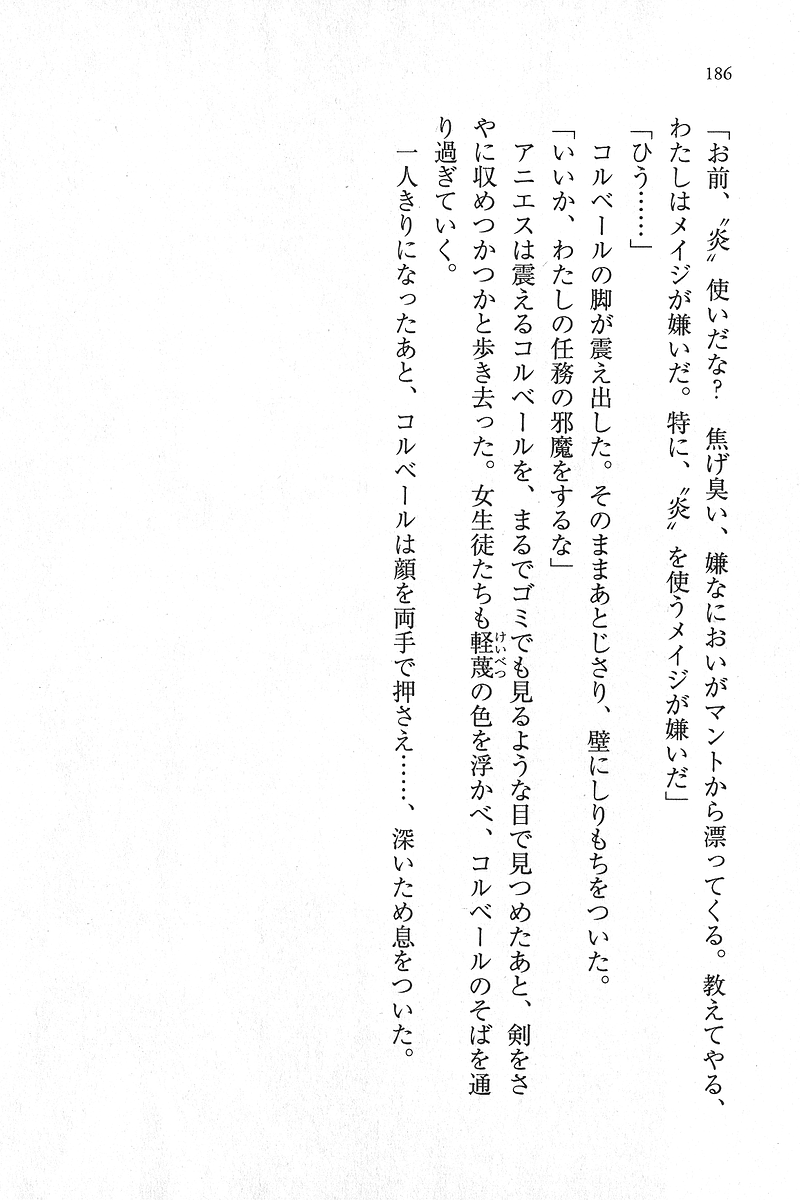 186
「お前、〝炎〟使いだな? 焦げ臭い、嫌なにおいがマントから漂ってくる。教えてやる、
わたしはメイジが嫌いだ。特に、〝炎〟を使うメイジが嫌いだ」
「ひう……」
　コルベールの脚が震え出した。そのままあとじさり、壁にしりもちをついた。
「いいか、わたしの任務の邪魔をするな」
　アニエスは震えるコルベールを、まるでゴミでも見るような目で見つめたあと、剣をさ
やに収めつかつかと歩き去った。女生徒たちも軽蔑の色を浮かべ、コルベールのそばを通
けいべつ
り過ぎていく。
　一人きりになったあと、コルベールは顔を両手で押さえ……、深いため息をついた。